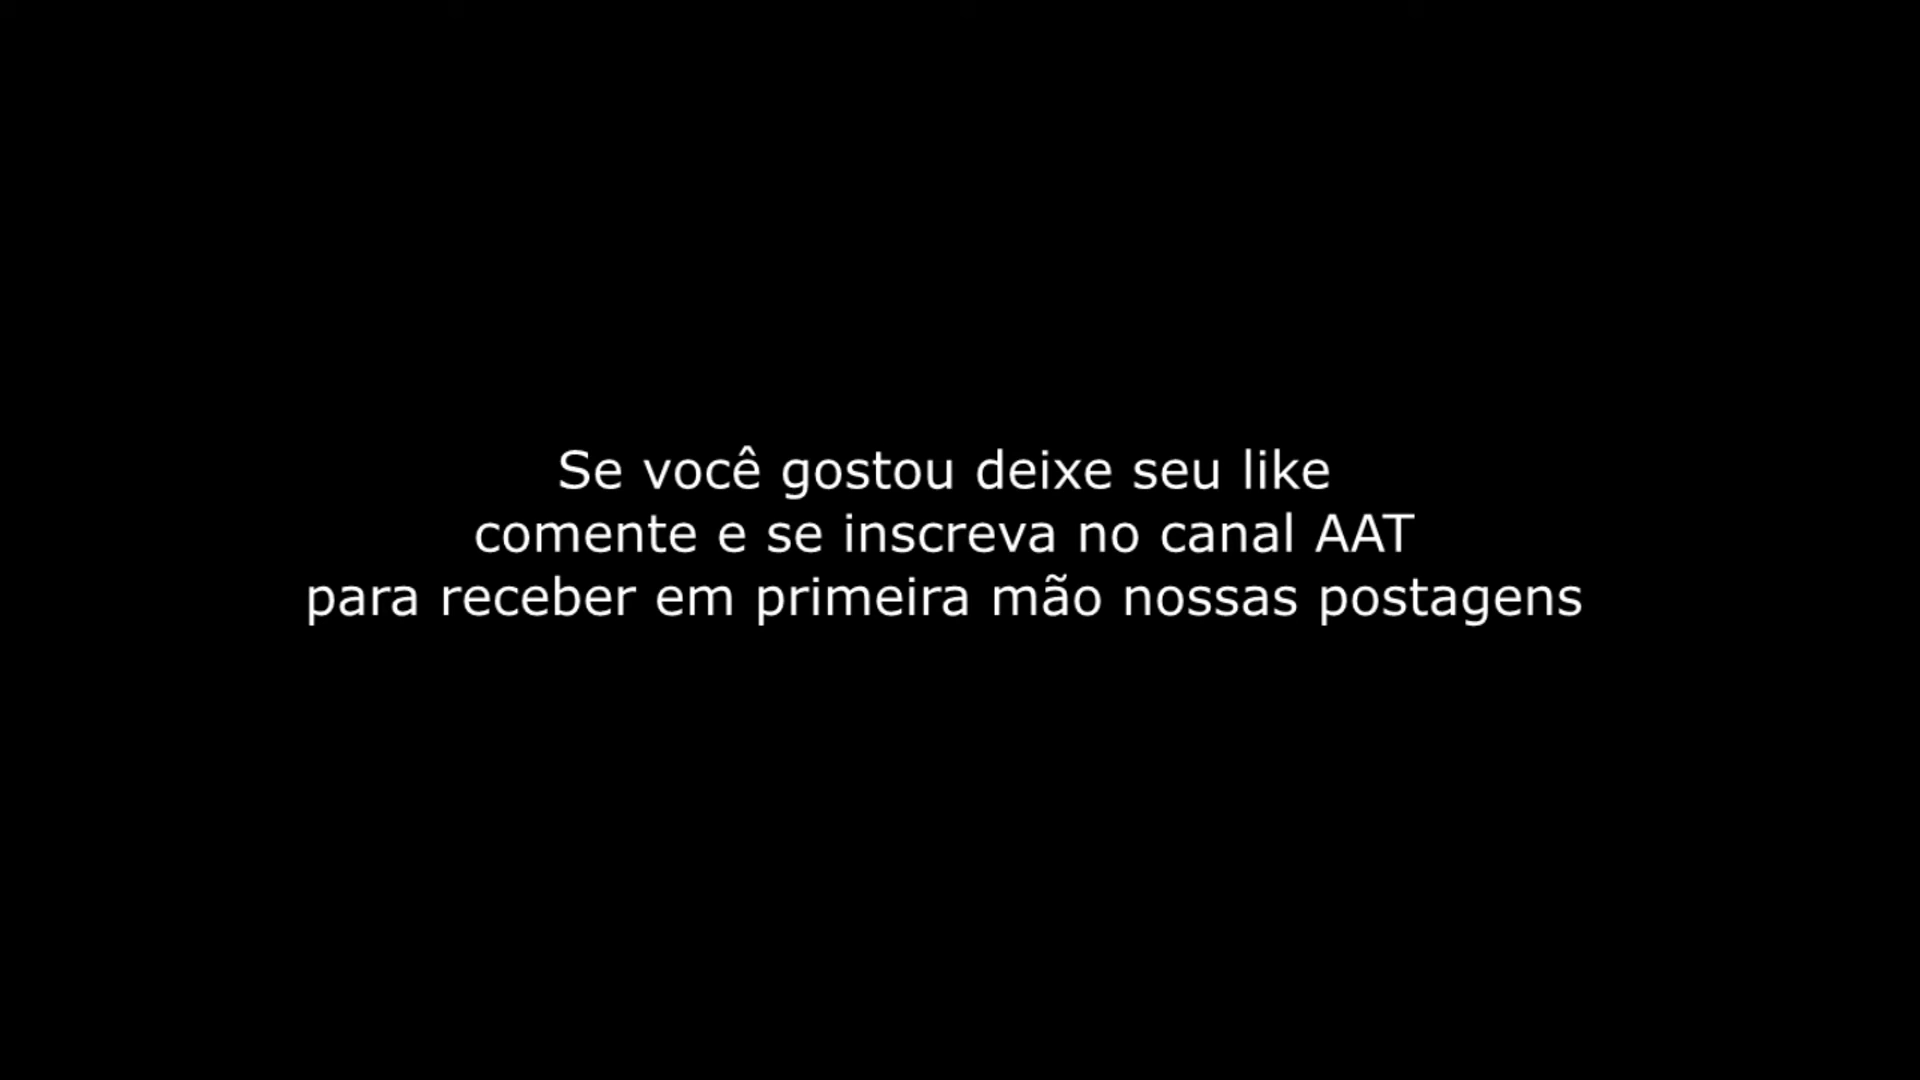 Se você gostou deixe seu like
comente e se inscreva no canal AAT
para receber em primeira mão nossas postagens